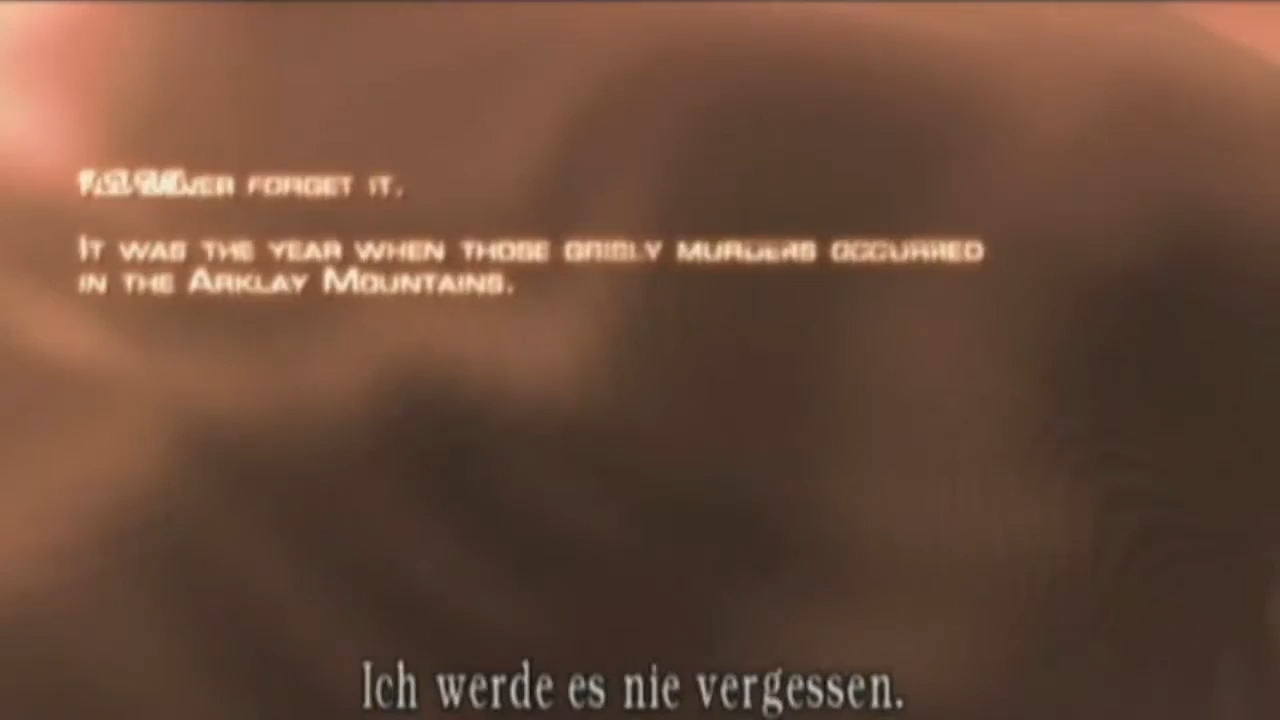 forget it.
It was the year when those grisly murders occurred
in the Arklay Mountains.
Ich werde es nie vergessen.